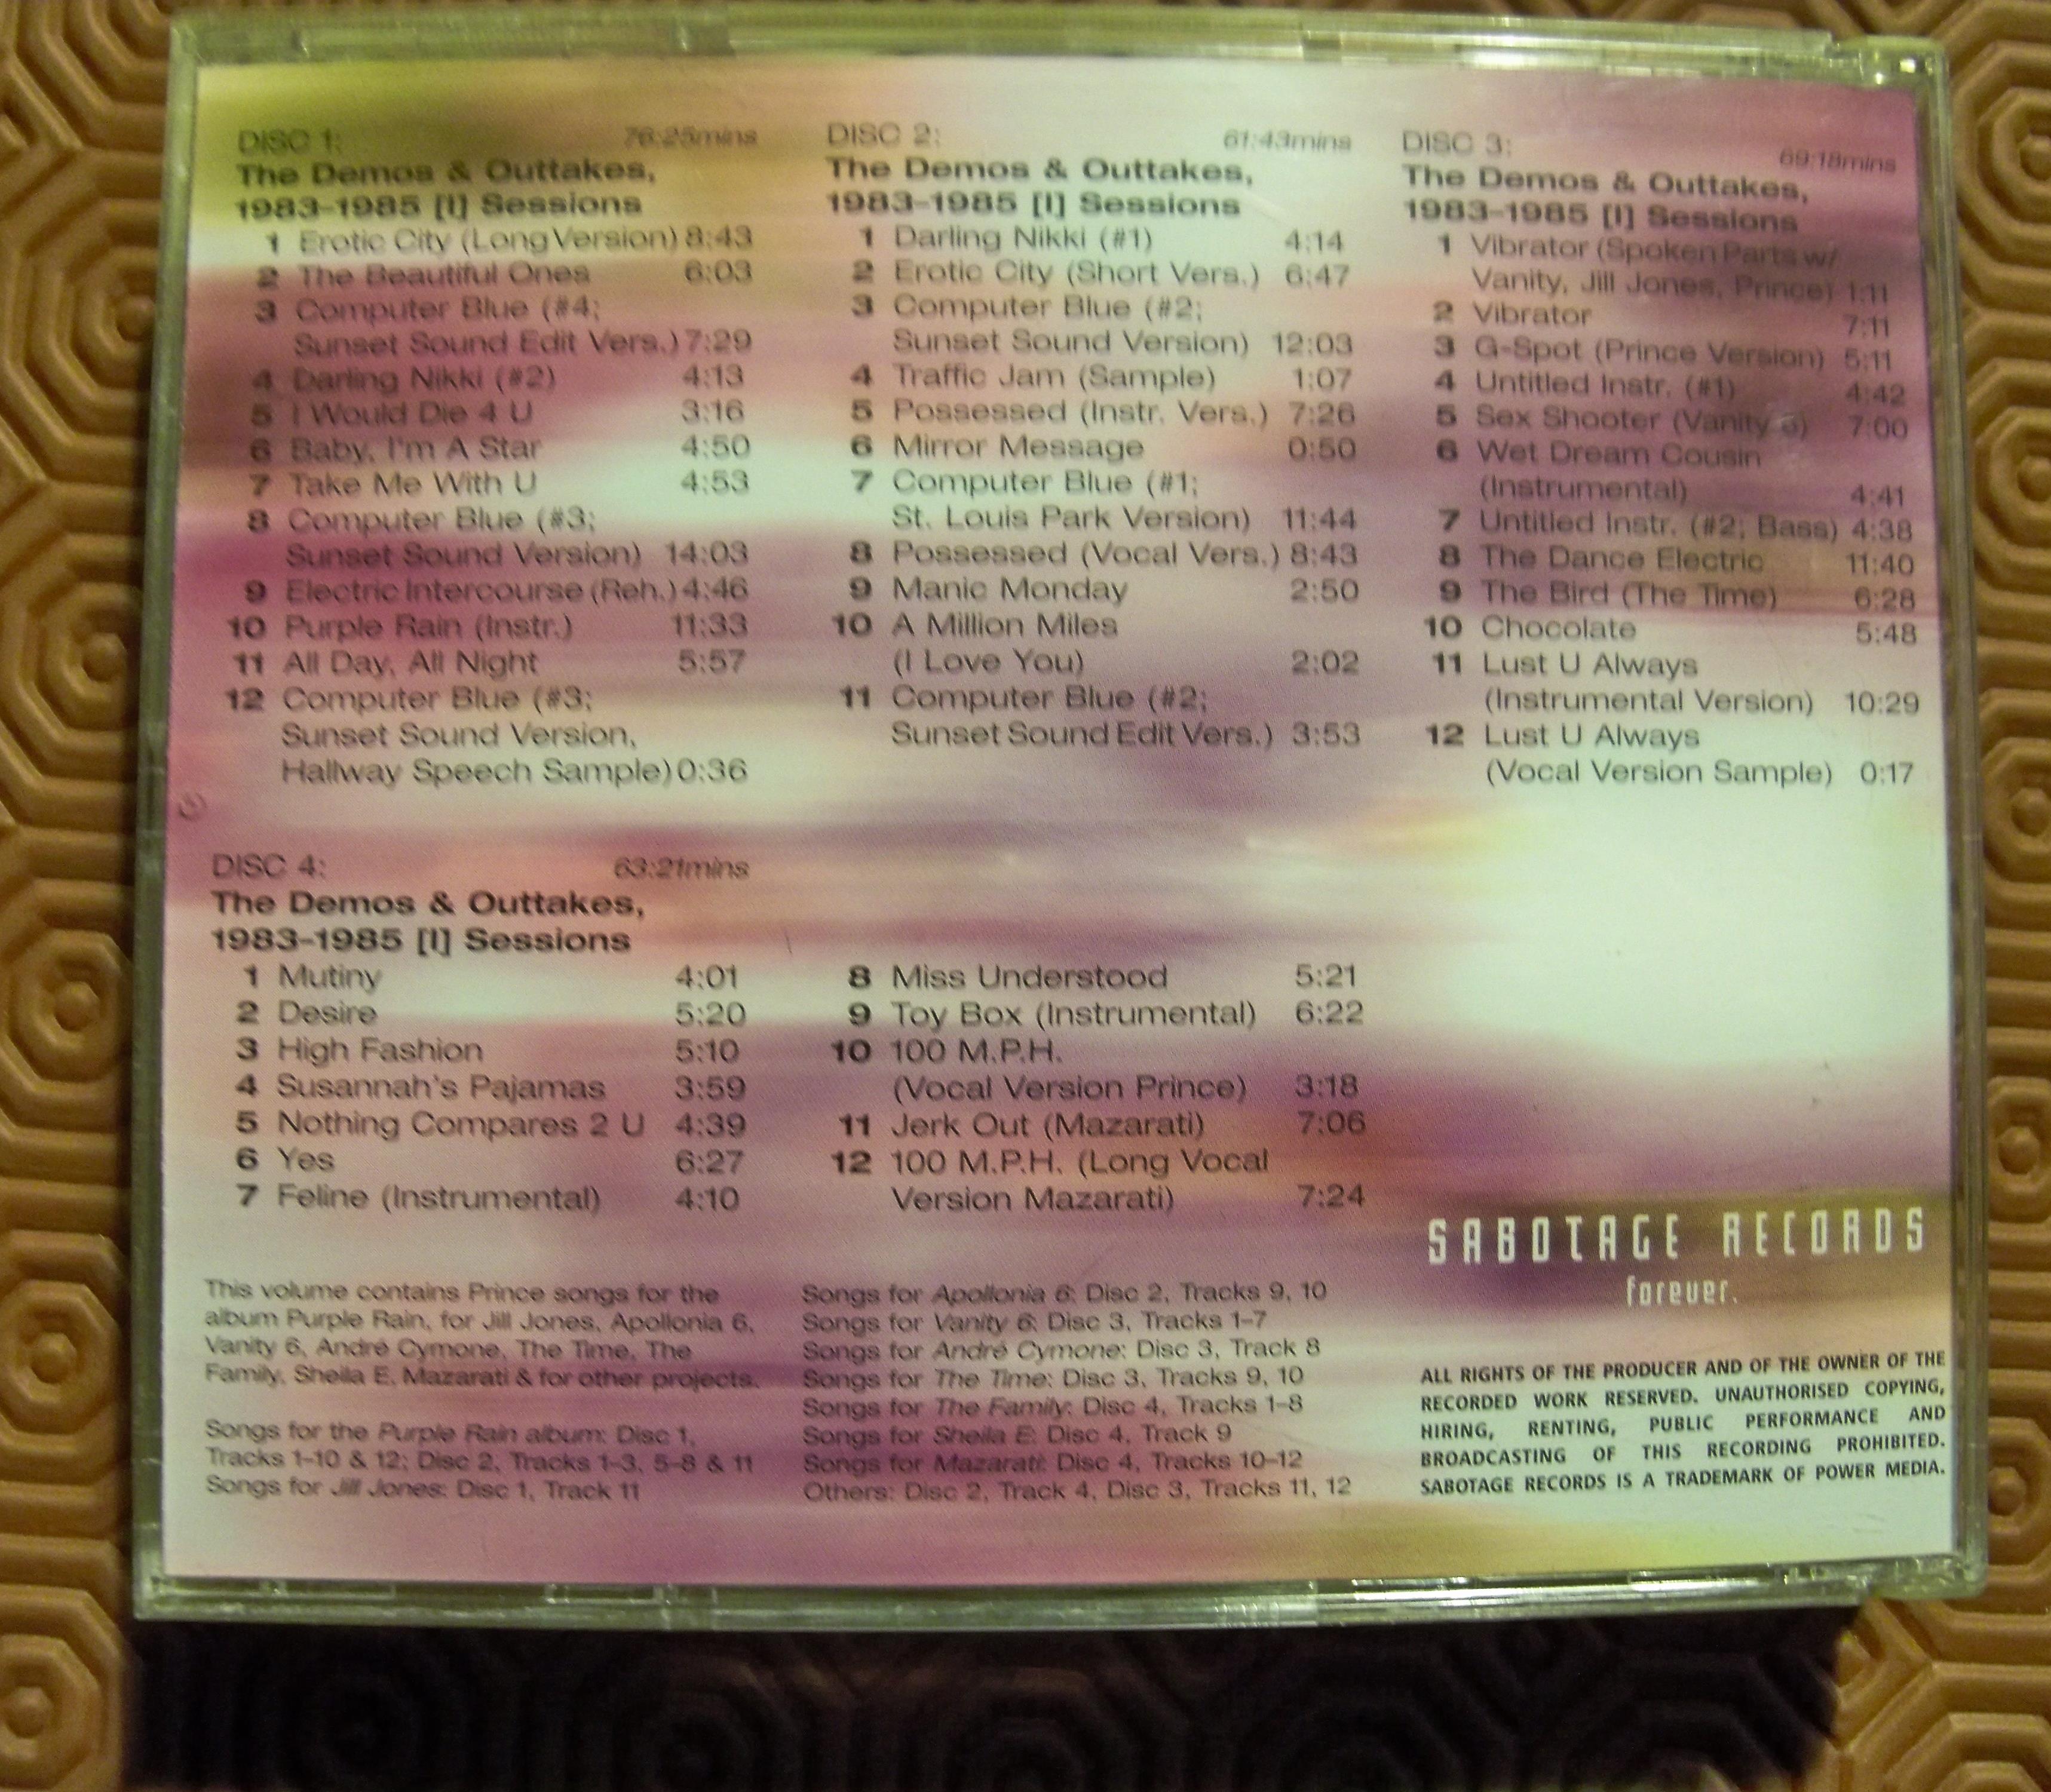 DISC 1: 76:25mins
The Demos & Outtakes,
1983-1985 [I] Sessions
1 Erotic City (Long Version) 8:43
2 The Beautiful Ones 6:03
3 Computer Blue (#4;
Sunset Sound Edit Vers.) 7:29
4 Darling Nikki (#2) 4:13
5 I Would Die 4 U 3:16
6 Baby, I'm A Star 4:50
7 Take Me With U 4:53
8 Computer Blue (#3;
Sunset Sound Version) 14:03
9 Electric Intercourse (Reh.) 4:46
10 Purple Rain (Instr.) 11:33
11 All Day, All Night 5:57
12 Computer Blue (#3;
Sunset Sound Version,
Hallway Speech Sample) 0:36
DISC 2: 61:43mins
The Demos & Outtakes,
1983-1985 [I] Sessions
1 Darling Nikki (#1) 4:14
2 Erotic City (Short Vers.) 6:47
3 Computer Blue (#2;
Sunset Sound Version) 12:03
4 Traffic Jam (Sample) 1:07
5 Possessed (Instr. Vers.) 7:26
6 Mirror Message 0:50
7 Computer Blue (#1;
St. Louis Park Version) 11:44
8 Possessed (Vocal Vers.) 8:43
9 Manic Monday 2:50
10 A Million Miles
(I Love You) 2:02
11 Computer Blue (#2;
Sunset Sound Edit Vers.) 3:53
DISC 3: 69:18mins
The Demos & Outtakes,
1983-1985 [I] Sessions
1 Vibrator (Spoken Parts w/
Vanity, Jill Jones, Prince) 1:11
2 Vibrator 7:11
3 G-Spot (Prince Version) 5:11
4 Untitled Instr. (#1) 4:42
5 Sex Shooter (Vanity 6) 7:00
6 Wet Dream Cousin
(Instrumental) 4:41
7 Untitled Instr. (#2; Bass) 4:38
8 The Dance Electric 11:40
9 The Bird (The Time) 6:28
10 Chocolate 5:48
11 Lust U Always
(Instrumental Version) 10:29
12 Lust U Always
(Vocal Version Sample) 0:17
DISC 4: 63:21mins
The Demos & Outtakes,
1983-1985 [I] Sessions
1 Mutiny 4:01
2 Desire 5:20
3 High Fashion 5:10
4 Susannah's Pajamas 3:59
5 Nothing Compares 2 U 4:39
6 Yes 6:27
7 Feline (Instrumental) 4:10
8 Miss Understood 5:21
9 Toy Box (Instrumental) 6:22
10 100 M.P.H.
(Vocal Version Prince) 3:18
11 Jerk Out (Mazarati) 7:06
12 100 M.P.H. (Long Vocal
Version Mazarati) 7:24
This volume contains Prince songs for the
album Purple Rain, for Jill Jones, Apollonia 6,
Vanity 6, André Cymone, The Time, The
Family, Sheila E, Mazarati & for other projects.
Songs for the Purple Rain album: Disc 1,
Tracks 1-10 & 12; Disc 2, Tracks 1-3, 5-8 & 11
Songs for Jill Jones: Disc 1, Track 11
Songs for Apollonia 6: Disc 2, Tracks 9, 10
Songs for Vanity 6: Disc 3, Tracks 1-7
Songs for André Cymone: Disc 3, Track 8
Songs for The Time: Disc 3, Tracks 9, 10
Songs for The Family: Disc 4, Tracks 1-8
Songs for Sheila E: Disc 4, Track 9
Songs for Mazarati: Disc 4, Tracks 10-12
Others: Disc 2, Track 4, Disc 3, Tracks 11, 12
SABOTAGE RECORDS
forever.
ALL RIGHTS OF THE PRODUCER AND OF THE OWNER OF THE
RECORDED WORK RESERVED. UNAUTHORISED COPYING,
HIRING, RENTING, PUBLIC PERFORMANCE AND
BROADCASTING OF THIS RECORDING PROHIBITED.
SABOTAGE RECORDS IS A TRADEMARK OF POWER MEDIA.